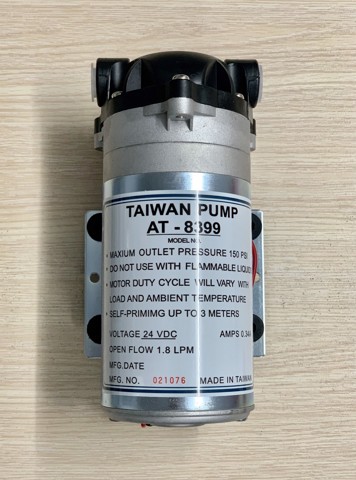 TAIWAN PUMP
AT - 8399
MODEL NO.
• MAXIUM OUTLET PRESSURE 150 PSI
• DO NOT USE WITH FLAMMABLE LIQUID
• MOTOR DUTY CYCLE WILL VARY WITH
LOAD AND AMBIENT TEMPERATURE
• SELF-PRIMIMG UP TO 3 METERS
VOLTAGE 24 VDC AMPS 0.34A
OPEN FLOW 1.8 LPM
MFG.DATE
MFG. NO. 021076 MADE IN TAIWAN